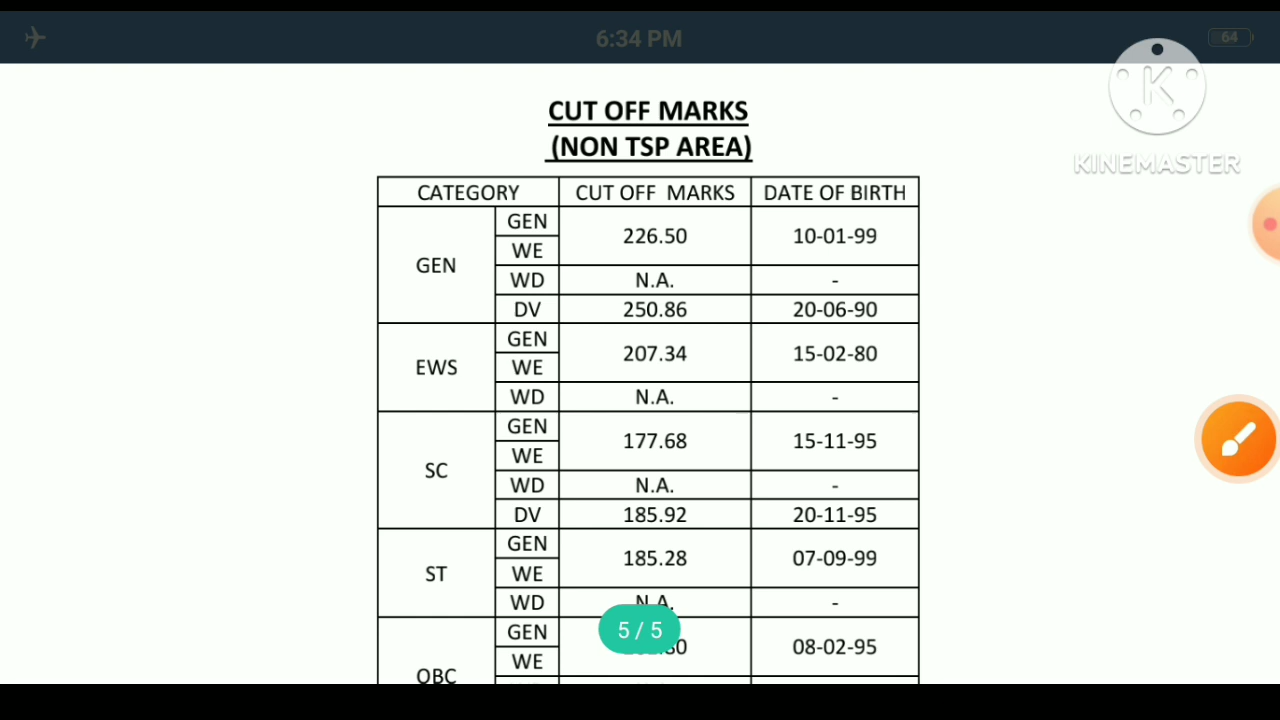 6:34 PM
64
K
KINEMASTER
CUT OFF MARKS
(NON TSP AREA)
CATEGORY CUT OFF MARKS DATE OF BIRTH
GEN GEN 226.50 10-01-99
WE
WD N.A. -
DV 250.86 20-06-90
EWS GEN 207.34 15-02-80
WE
WD N.A. -
SC GEN 177.68 15-11-95
WE
WD N.A. -
DV 185.92 20-11-95
ST GEN 185.28 07-09-99
WE
WD N.A. -
5 / 5
OBC GEN 08-02-95
WE